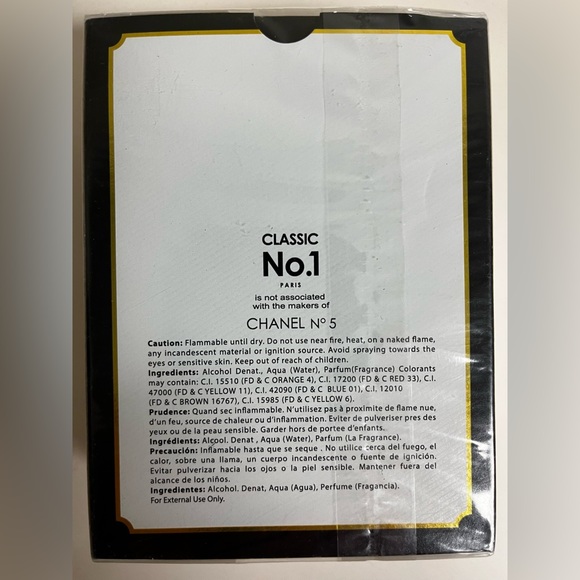 CLASSIC
No.1
PARIS
is not associated
with the makers of
CHANEL Nº 5
Caution: Flammable until dry. Do not use near fire, heat, on a naked flame,
any incandescent material or ignition source. Avoid spraying towards the
eyes or sensitive skin. Keep out of reach of children.
Ingredients: Alcohol Denat., Aqua (Water), Parfum(Fragrance) Colorants
may contain: C.I. 15510 (FD & C ORANGE 4), C.I. 17200 (FD & C RED 33), C.I.
47000 (FD & C YELLOW 11), C.I. 42090 (FD & C BLUE 01), C.I. 12010
(FD & C BROWN 16767), C.I. 15985 (FD & C YELLOW 6).
Prudence: Quand sec inflammable. N'utilisez pas à proximite de flame nue,
d'un feu, source de chaleur ou d'inflammation. Eviter de pulveriser pres des
yeux ou de la peau sensible. Garder hors de portee d'enfants.
Ingrédients: Alcool. Denat , Aqua (Water), Parfum (La Fragrance).
Precaución: Inflamable hasta que se seque . No utilice cerca del fuego, el
calor, sobre una llama, un cuerpo incandescente o fuente de ignición.
Evitar pulverizar hacia los ojos o la piel sensible. Mantener fuera del
alcance de los niños.
Ingredientes: Alcohol. Denat, Aqua (Agua), Perfume (Fragancia).
For External Use Only.